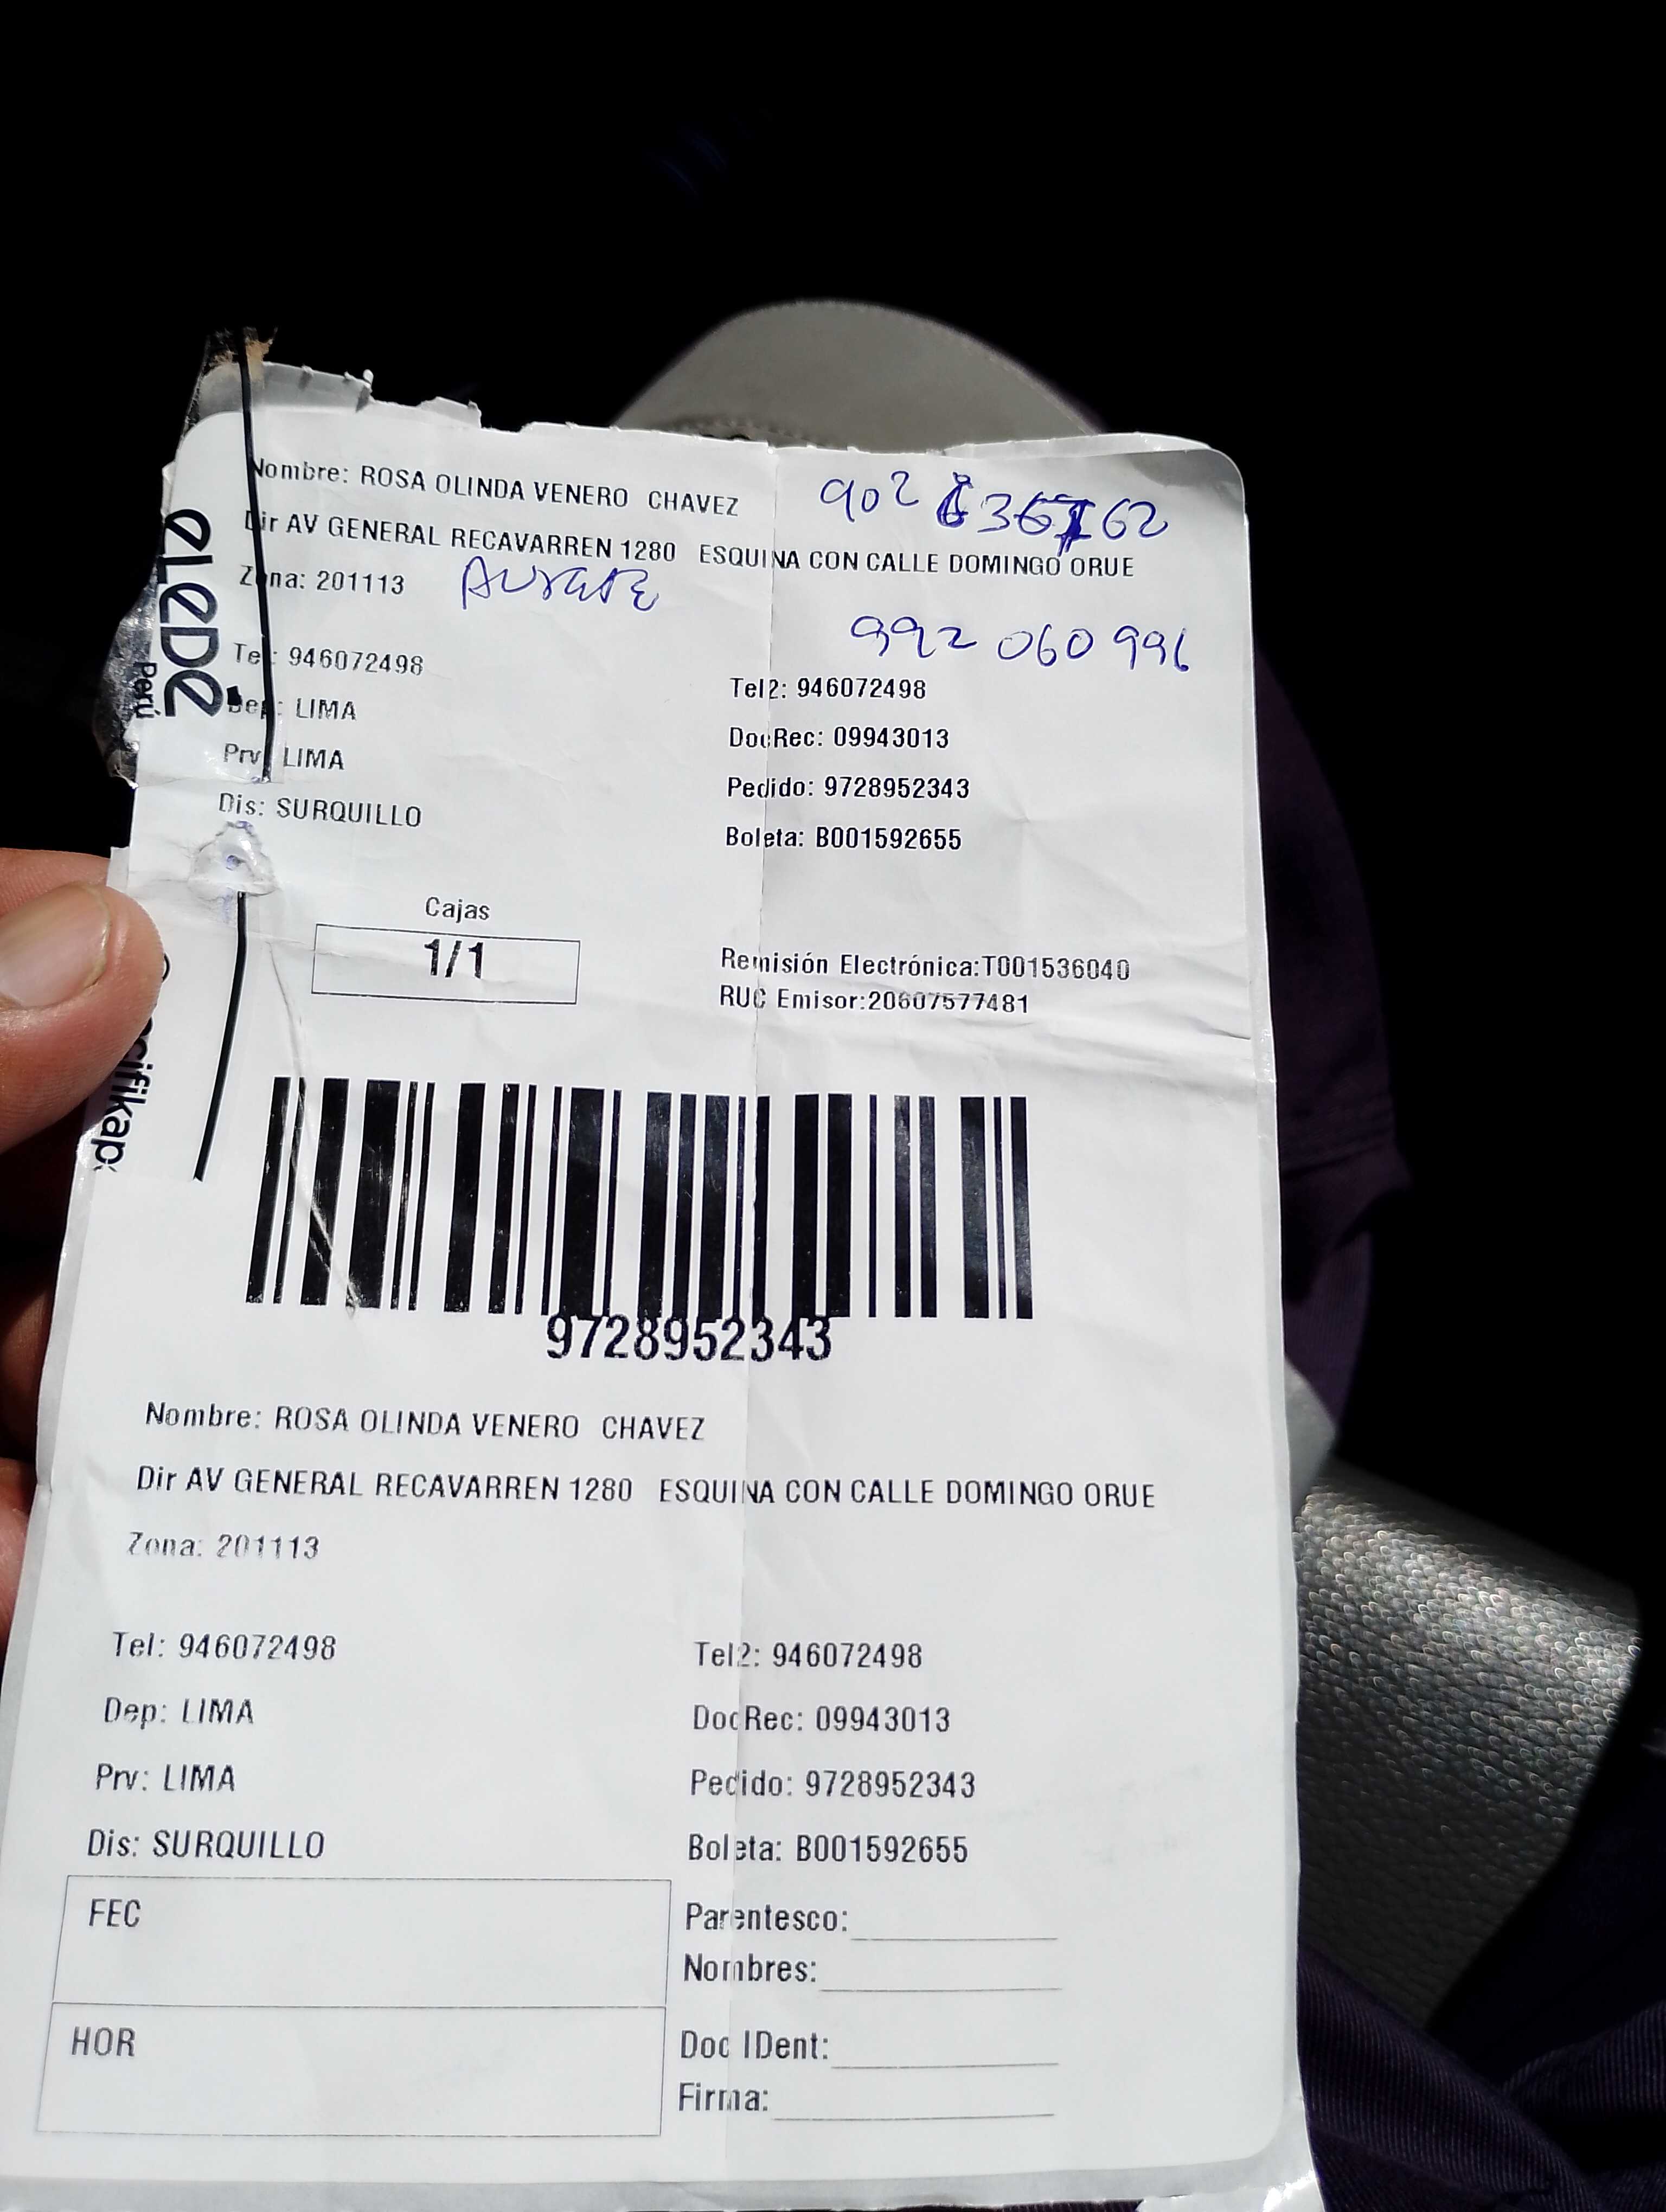 Nombre: ROSA OLINDA VENERO CHAVEZ
Dir AV GENERAL RECAVARREN 1280 ESQUINA CON CALLE DOMINGO ORUE
Zona: 201113
992 060 996
Tel: 946072498
Tel2: 946072498
Dep: LIMA
DocRec: 09943013
Prv: LIMA
Pedido: 9728952343
Dis: SURQUILLO
Boleta: B001592655
eLeDé
Perú
Cajas
1/1
Remisión Electrónica:T001536040
RUC Emisor:20607577481
9728952343
Nombre: ROSA OLINDA VENERO CHAVEZ
Dir AV GENERAL RECAVARREN 1280 ESQUINA CON CALLE DOMINGO ORUE
Zona: 201113
Tel: 946072498
Tel2: 946072498
Dep: LIMA
DocRec: 09943013
Prv: LIMA
Pedido: 9728952343
Dis: SURQUILLO
Boleta: B001592655
FEC
Parentesco:
Nombres:
HOR
Doc IDent:
Firma: